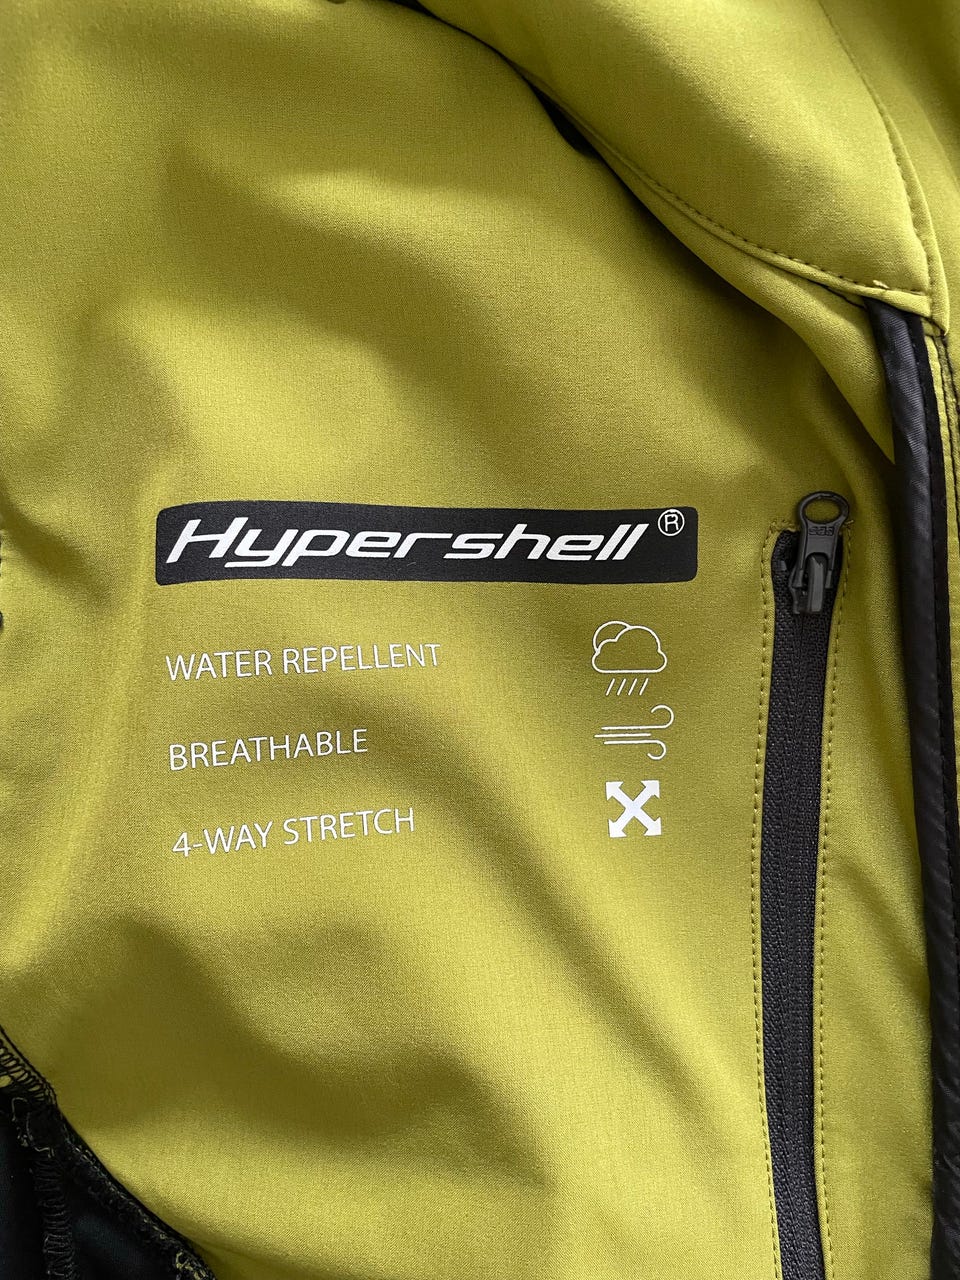 Hypershell®
WATER REPELLENT
BREATHABLE
4-WAY STRETCH